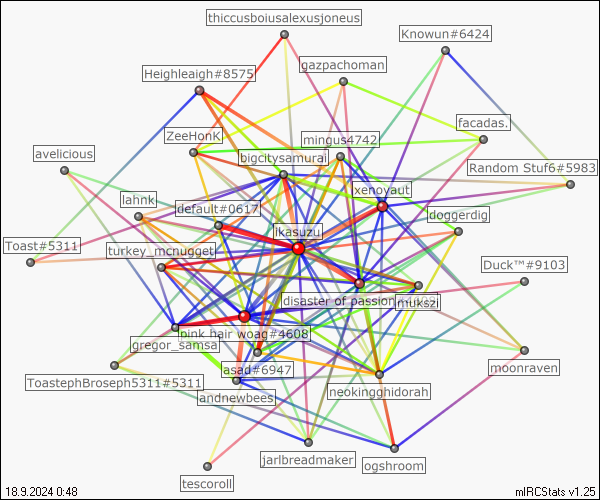 thiccusboiusalexusjoneus
Knowun#6424
gazpachoman
Heighleaigh#8575
facadas.
ZeeHonK
mingus4742
avelicious
bigcitysamurai
Random Stuf6#5983
xenoyaut
lahnk
default#0617
doggerdig
ikasuzu
Toast#5311
turkey_mcnugget
Duck™#9103
disaster of passion
mukszi
pink hair woag#4608
gregor_samsa
asad#6947
moonraven
ToastephBroseph5311#5311
neokingghidorah
andnewbees
jarlbreadmaker
ogshroom
tescoroll
18.9.2024 0:48
mIRCStats v1.25